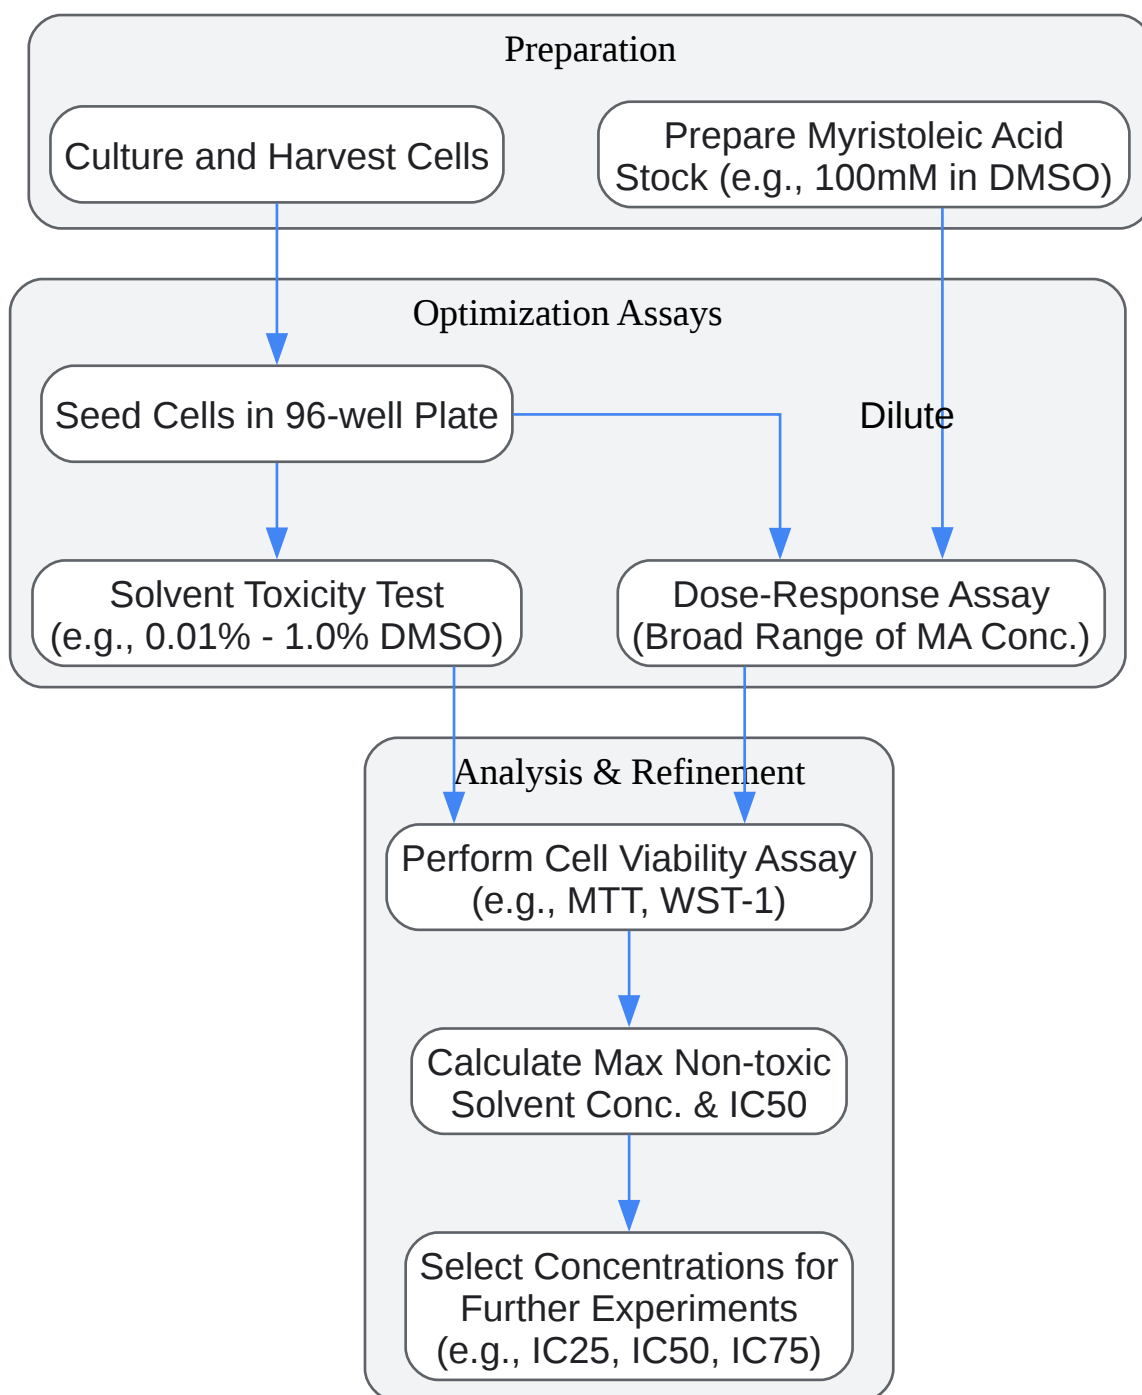 Preparation
Culture and Harvest Cells
Prepare Myristoleic Acid
Stock (e.g., 100mM in DMSO)
Optimization Assays
Seed Cells in 96-well Plate
Dilute
Solvent Toxicity Test
(e.g., 0.01% - 1.0% DMSO)
Dose-Response Assay
(Broad Range of MA Conc.)
Analysis & Refinement
Perform Cell Viability Assay
(e.g., MTT, WST-1)
Calculate Max Non-toxic
Solvent Conc. & IC50
Select Concentrations for
Further Experiments
(e.g., IC25, IC50, IC75)